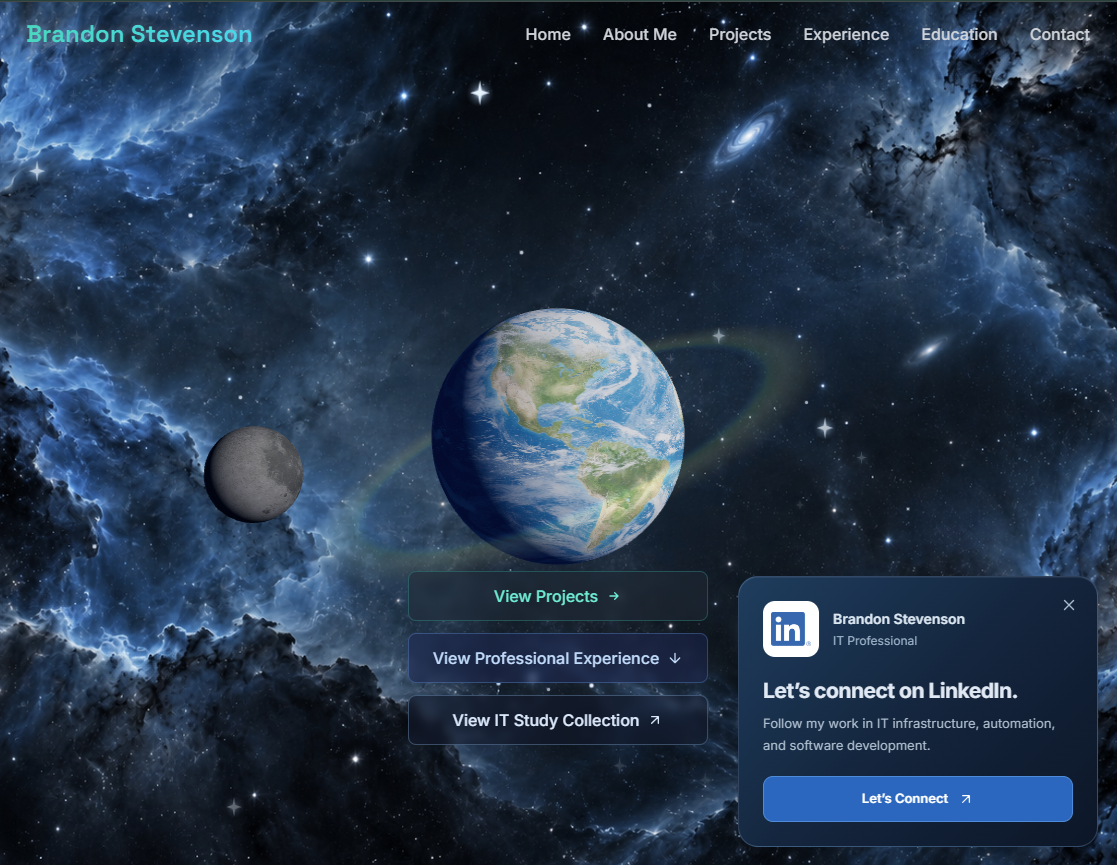 Brandon Stevenson
Home About Me Projects Experience Education Contact
View Projects →
View Professional Experience ↓
View IT Study Collection ↗
in
Brandon Stevenson
IT Professional
Let’s connect on LinkedIn.
Follow my work in IT infrastructure, automation,
and software development.
Let’s Connect ↗